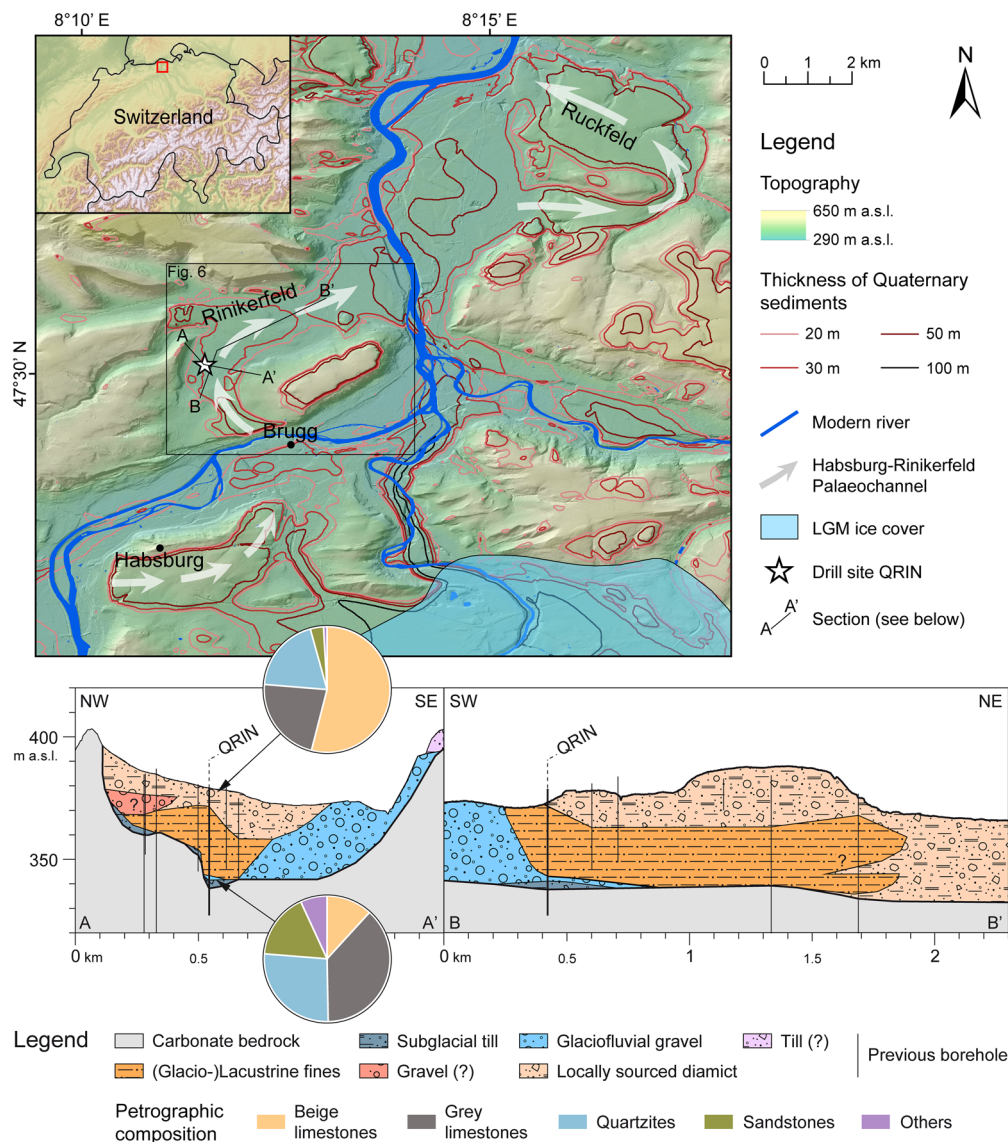 8°10' E
8°15' E
47°30' N
Switzerland
Ruckfeld
Fig. 6
Rinikerfeld
B'
A
A'
B
Brugg
Habsburg
0 1 2 km
N
Legend
Topography
650 m a.s.l.
290 m a.s.l.
Thickness of Quaternary
sediments
20 m 50 m
30 m 100 m
Modern river
Habsburg-Rinikerfeld
Palaeochannel
LGM ice cover
Drill site QRIN
A'
A
Section (see below)
NW SE SW NE
QRIN QRIN
400
m a.s.l.
350
? ?
A A' B B'
0 km 0.5 0 km 0.5 1 1.5 2
Legend
Carbonate bedrock Subglacial till Glaciofluvial gravel Till (?) Previous borehole
(Glacio-)Lacustrine fines Gravel (?) Locally sourced diamict
Petrographic
composition
Beige
limestones
Grey
limestones
Quartzites Sandstones Others